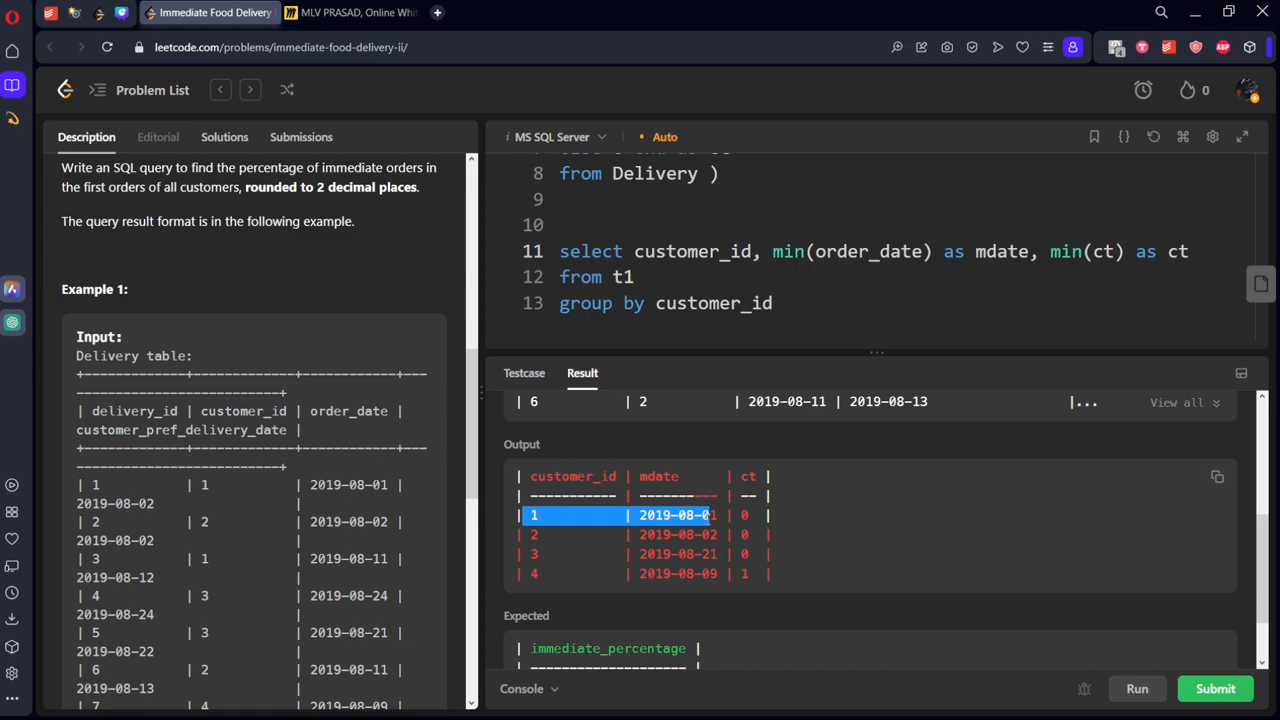 Immediate Food Delivery
MLV PRASAD, Online Whit
leetcode.com/problems/immediate-food-delivery-ii/
4
ABP
Problem List
0
Description
Editorial
Solutions
Submissions
Write an SQL query to find the percentage of immediate orders in
the first orders of all customers, rounded to 2 decimal places.
The query result format is in the following example.
Example 1:
Input:
Delivery table:
+-------------+-------------+------------+---
--------------------------+
| delivery_id | customer_id | order_date |
customer_pref_delivery_date |
+-------------+-------------+------------+---
--------------------------+
| 1 | 1 | 2019-08-01 |
2019-08-02 |
| 2 | 2 | 2019-08-02 |
2019-08-02 |
| 3 | 1 | 2019-08-11 |
2019-08-12 |
| 4 | 3 | 2019-08-24 |
2019-08-24 |
| 5 | 3 | 2019-08-21 |
2019-08-22 |
| 6 | 2 | 2019-08-11 |
2019-08-13 |
| 7 | 4 | 2019-08-09 |
MS SQL Server
Auto
8 from Delivery )
9
10
11 select customer_id, min(order_date) as mdate, min(ct) as ct
12 from t1
13 group by customer_id
Testcase
Result
| 6 | 2 | 2019-08-11 | 2019-08-13 |...
View all
Output
| customer_id | mdate | ct |
| ----------- | ---------- | -- |
| 1 | 2019-08-01 | 0 |
| 2 | 2019-08-02 | 0 |
| 3 | 2019-08-21 | 0 |
| 4 | 2019-08-09 | 1 |
Expected
| immediate_percentage |
| -------------------- |
Console
Run
Submit